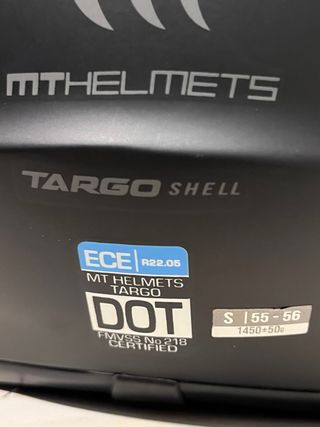 MTHELMETS
TARGO SHELL
ECE R22.05
MT HELMETS
TARGO
DOT
FMVSS No 218
CERTIFIED
S | 55 - 56
1450±50g